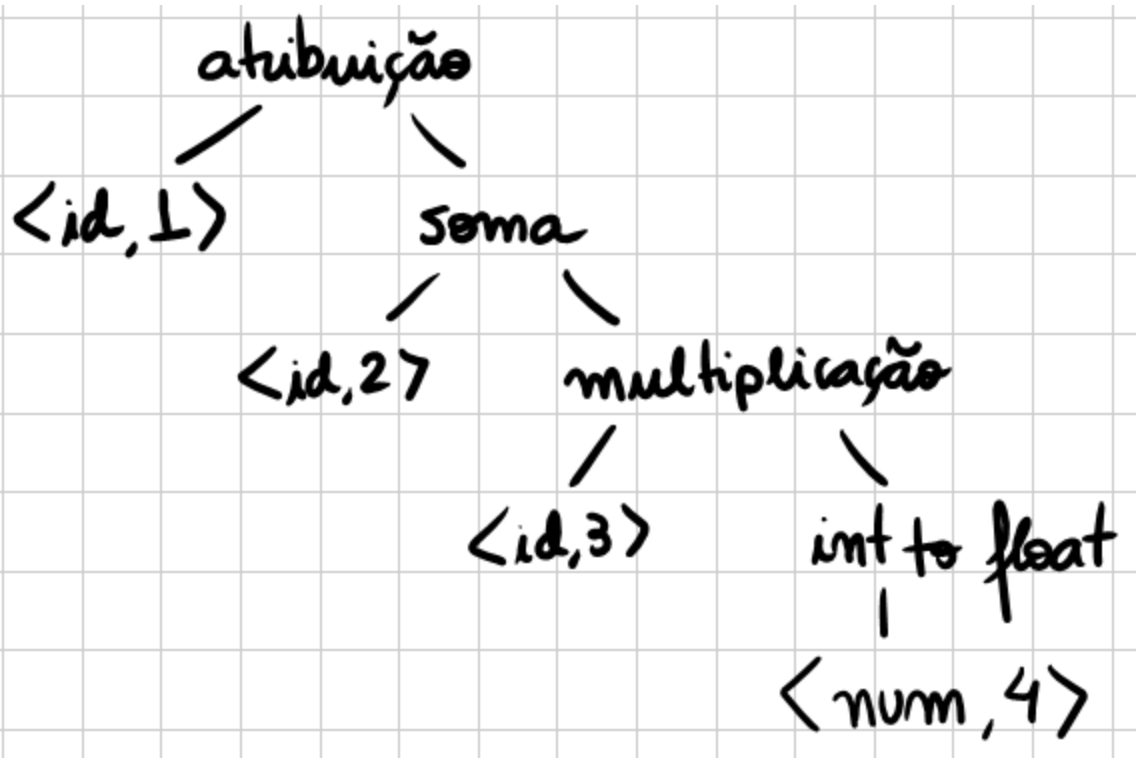 atribuição
<id,1> soma
<id,2> multiplicação
<id,3> int to float
<num,4>